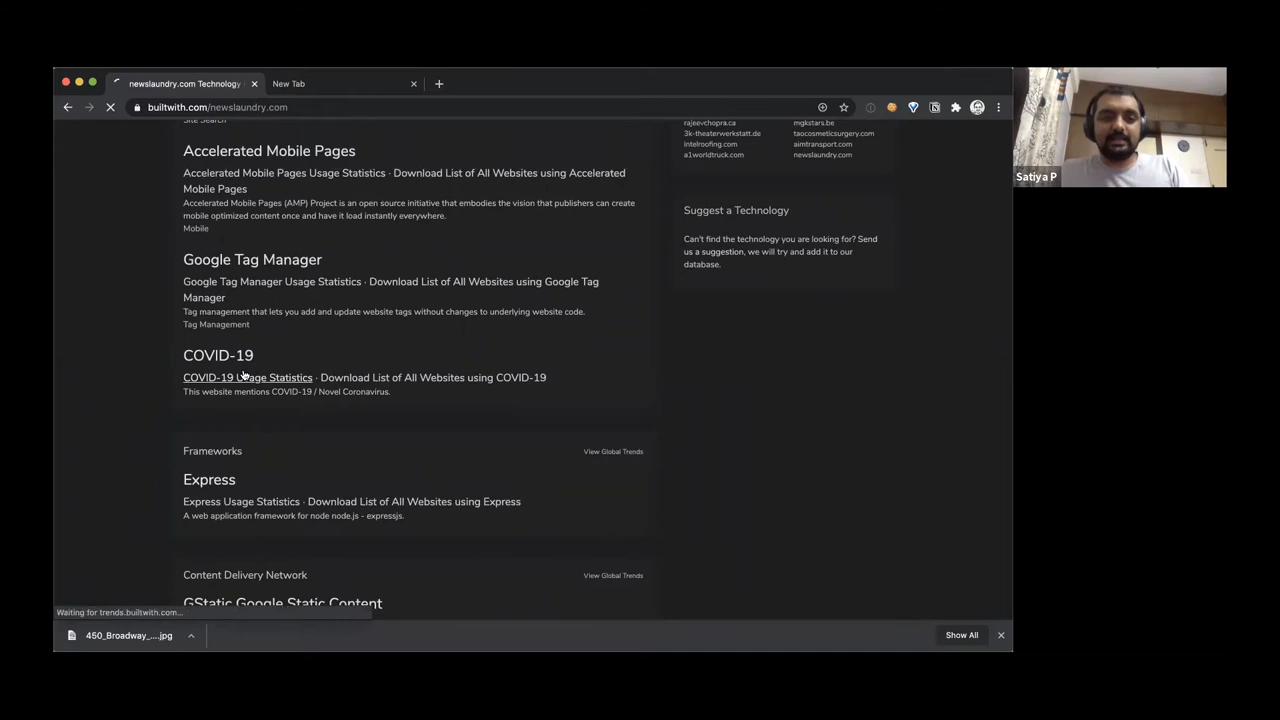 newslaundry.com Technology
New Tab
builtwith.com/newslaundry.com
Site Search
Accelerated Mobile Pages
Accelerated Mobile Pages Usage Statistics · Download List of All Websites using Accelerated
Mobile Pages
Accelerated Mobile Pages (AMP) Project is an open source initiative that embodies the vision that publishers can create
mobile optimized content once and have it load instantly everywhere.
Mobile
Google Tag Manager
Google Tag Manager Usage Statistics · Download List of All Websites using Google Tag
Manager
Tag management that lets you add and update website tags without changes to underlying website code.
Tag Management
COVID-19
COVID-19 Usage Statistics · Download List of All Websites using COVID-19
This website mentions COVID-19 / Novel Coronavirus.
Frameworks
View Global Trends
Express
Express Usage Statistics · Download List of All Websites using Express
A web application framework for node node.js - expressjs.
Content Delivery Network
View Global Trends
GStatic Google Static Content
rajeevchopra.ca
mgkstars.be
3k-theaterwerkstatt.de
taocosmeticsurgery.com
intelroofing.com
aimtransport.com
a1worldtruck.com
newslaundry.com
Suggest a Technology
Can't find the technology you are looking for? Send
us a suggestion, we will try and add it to our
database.
Waiting for trends.builtwith.com...
450_Broadway_....jpg
Show All
Satiya P